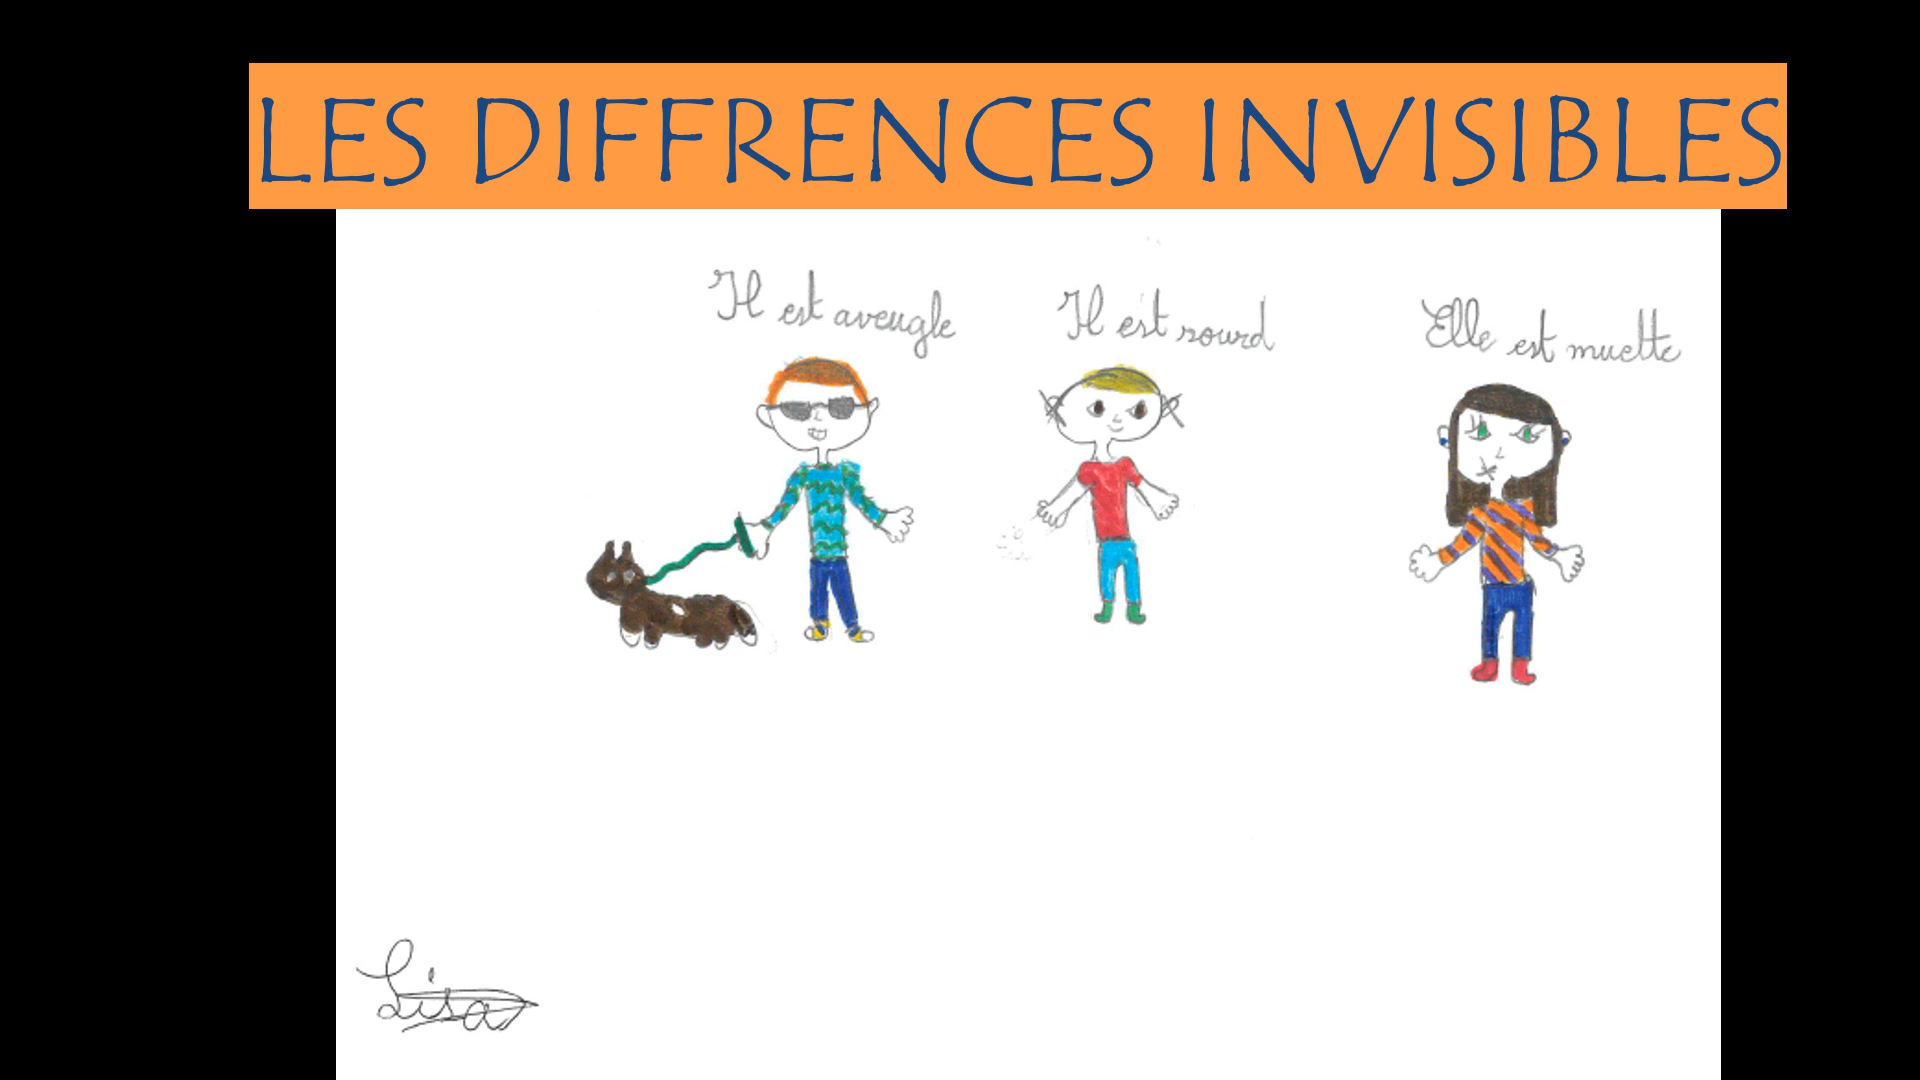 LES DIFFRENCES INVISIBLES
Il est aveugle
Il est sourd
Elle est muette
Lisa